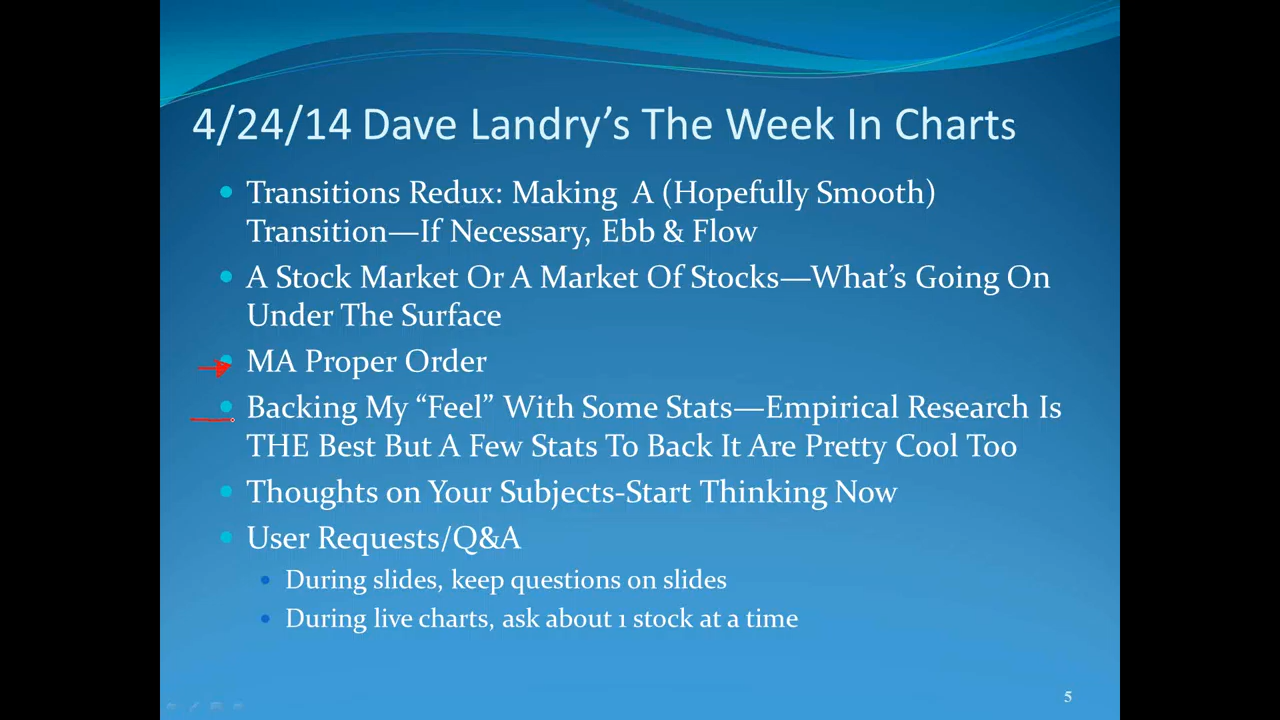 4/24/14 Dave Landry’s The Week In Charts
Transitions Redux: Making  A (Hopefully Smooth)
Transition—If Necessary, Ebb & Flow
A Stock Market Or A Market Of Stocks—What’s Going On
Under The Surface
MA Proper Order
Backing My “Feel” With Some Stats—Empirical Research Is
THE Best But A Few Stats To Back It Are Pretty Cool Too
Thoughts on Your Subjects-Start Thinking Now
User Requests/Q&A
During slides, keep questions on slides
During live charts, ask about 1 stock at a time
5